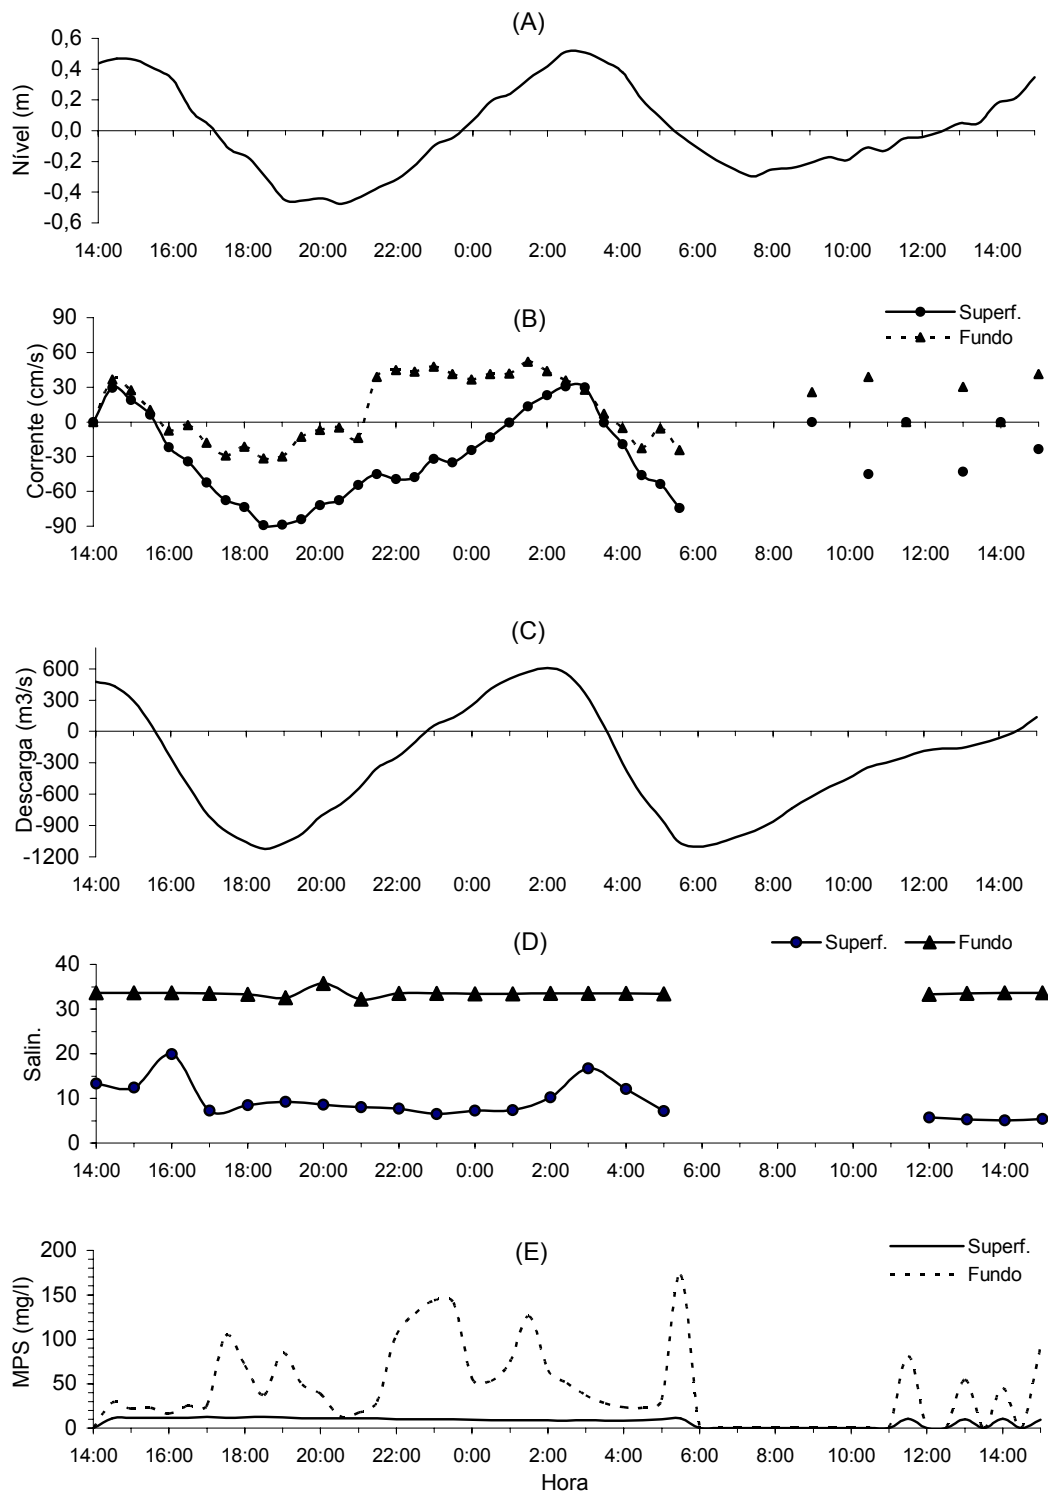 (A)
Nível (m)
0,6
0,4
0,2
0,0
-0,2
-0,4
-0,6
14:00 16:00 18:00 20:00 22:00 0:00 2:00 4:00 6:00 8:00 10:00 12:00 14:00
(B)
Superf.
Fundo
Corrente (cm/s)
90
60
30
0
-30
-60
-90
14:00 16:00 18:00 20:00 22:00 0:00 2:00 4:00 6:00 8:00 10:00 12:00 14:00
(C)
Descarga (m3/s)
600
300
0
-300
-600
-900
-1200
14:00 16:00 18:00 20:00 22:00 0:00 2:00 4:00 6:00 8:00 10:00 12:00 14:00
(D)
Superf. Fundo
Salin.
40
30
20
10
0
14:00 16:00 18:00 20:00 22:00 0:00 2:00 4:00 6:00 8:00 10:00 12:00 14:00
(E)
Superf.
Fundo
MPS (mg/l)
200
150
100
50
0
14:00 16:00 18:00 20:00 22:00 0:00 2:00 4:00 6:00 8:00 10:00 12:00 14:00
Hora